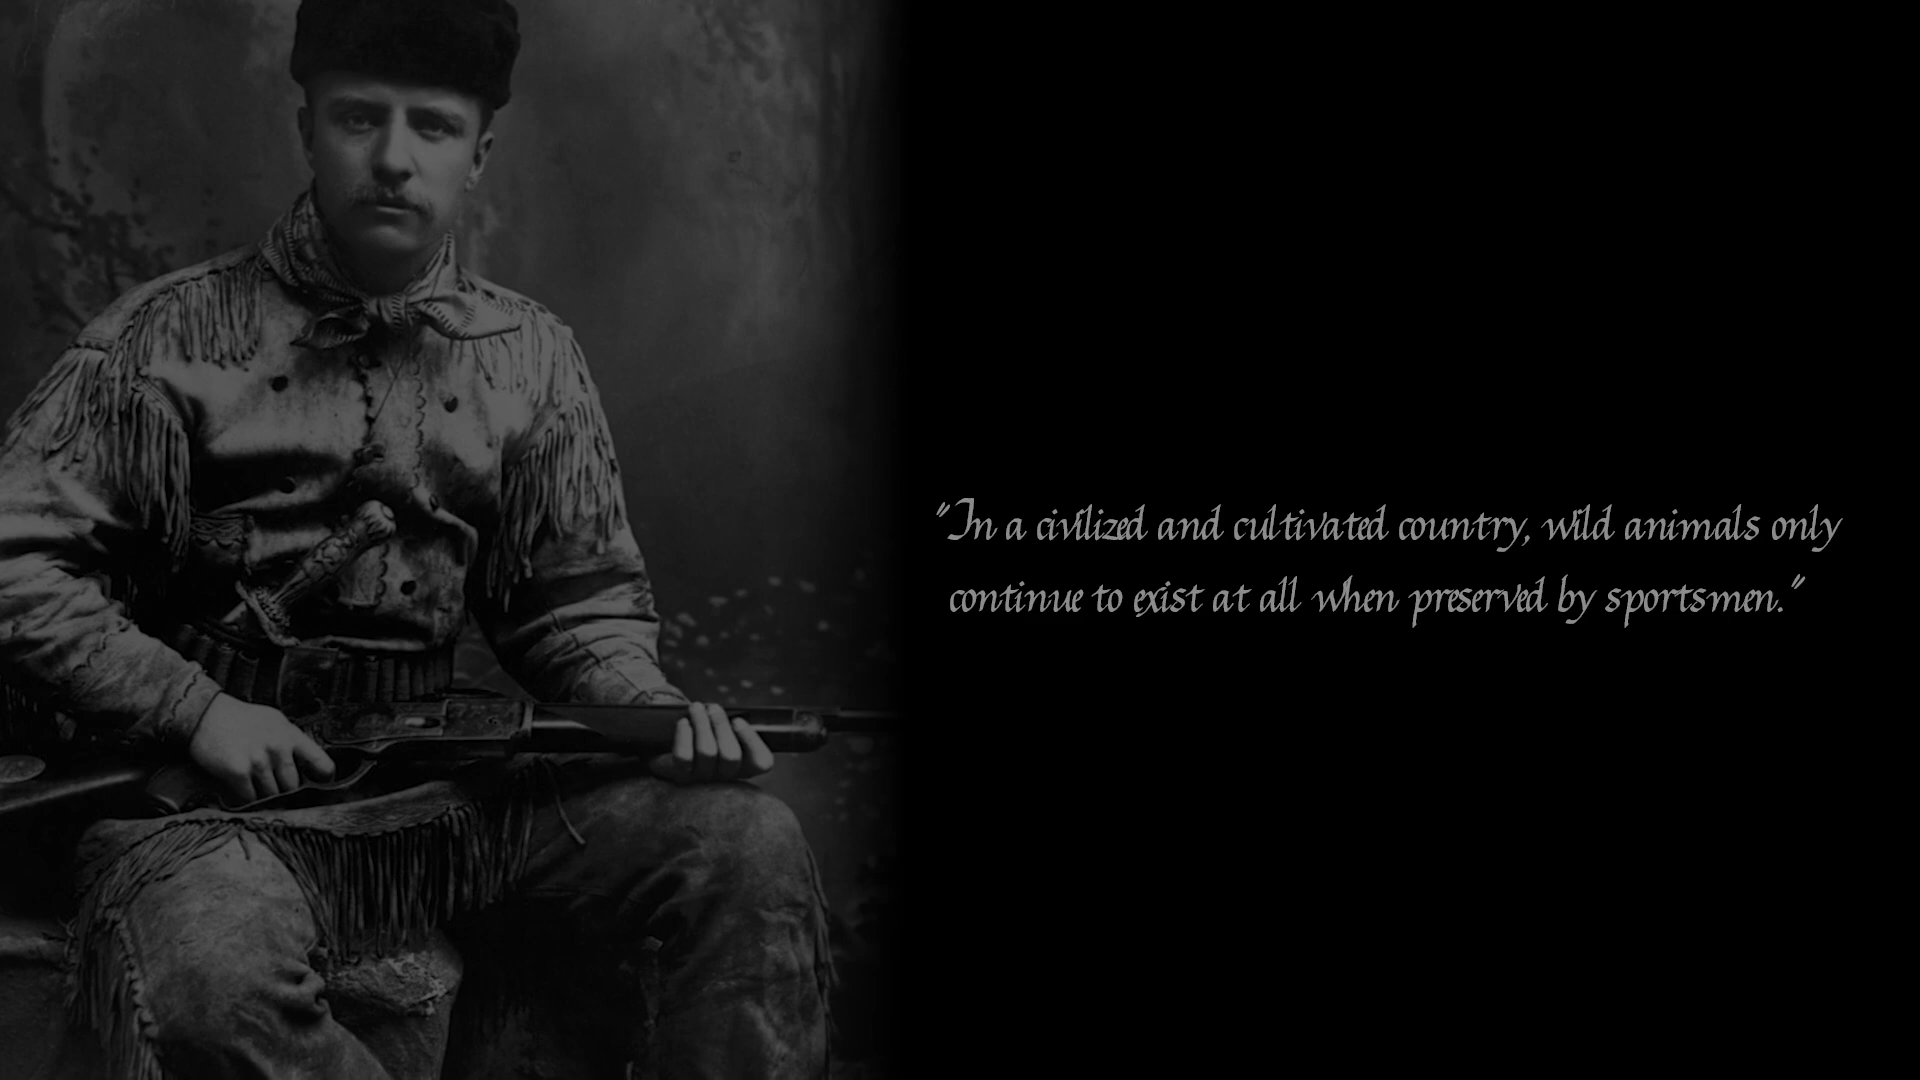 "In a civilized and cultivated country, wild animals only
continue to exist at all when preserved by sportsmen."